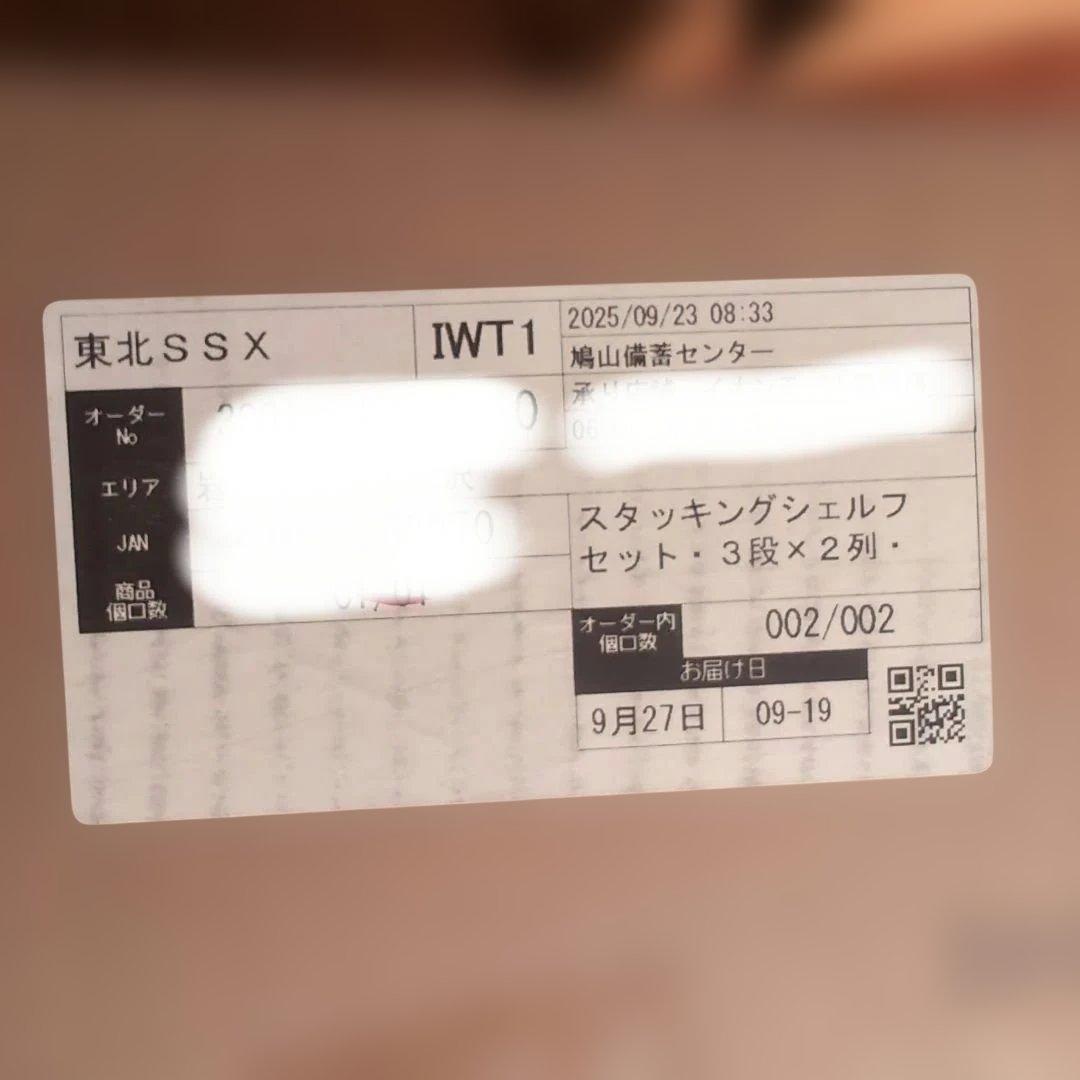 東北ＳＳＸ
IWT1
2025/09/23 08:33
鳩山備蓄センター
オーダー
No
0
エリア
JAN
商品
個口数
スタッキングシェルフ
セット・３段×２列・
オーダー内
個口数
002/002
お届け日
9月27日
09-19